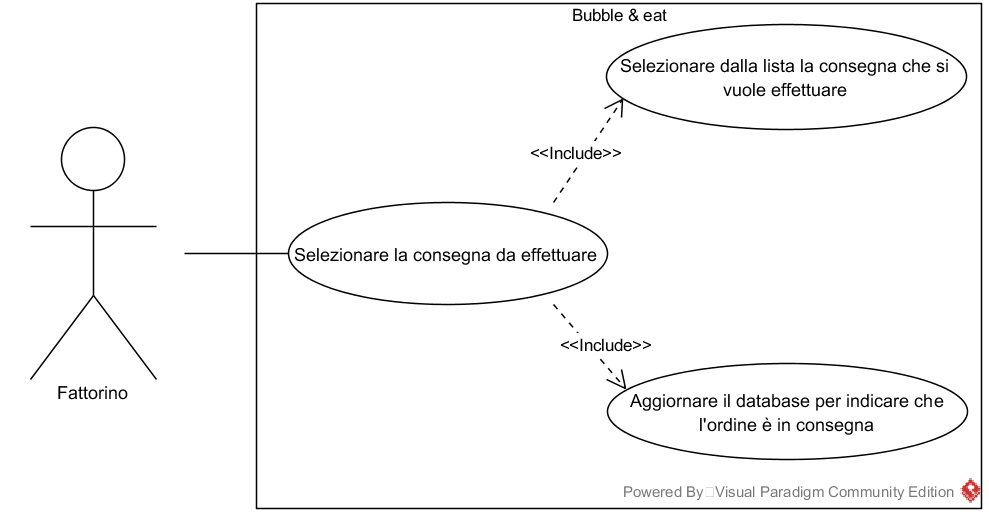 Bubble & eat
Selezionare dalla lista la consegna che si
vuole effettuare
<<Include>>
Selezionare la consegna da effettuare
<<Include>>
Fattorino
Aggiornare il database per indicare che
l'ordine è in consegna
Powered By Visual Paradigm Community Edition